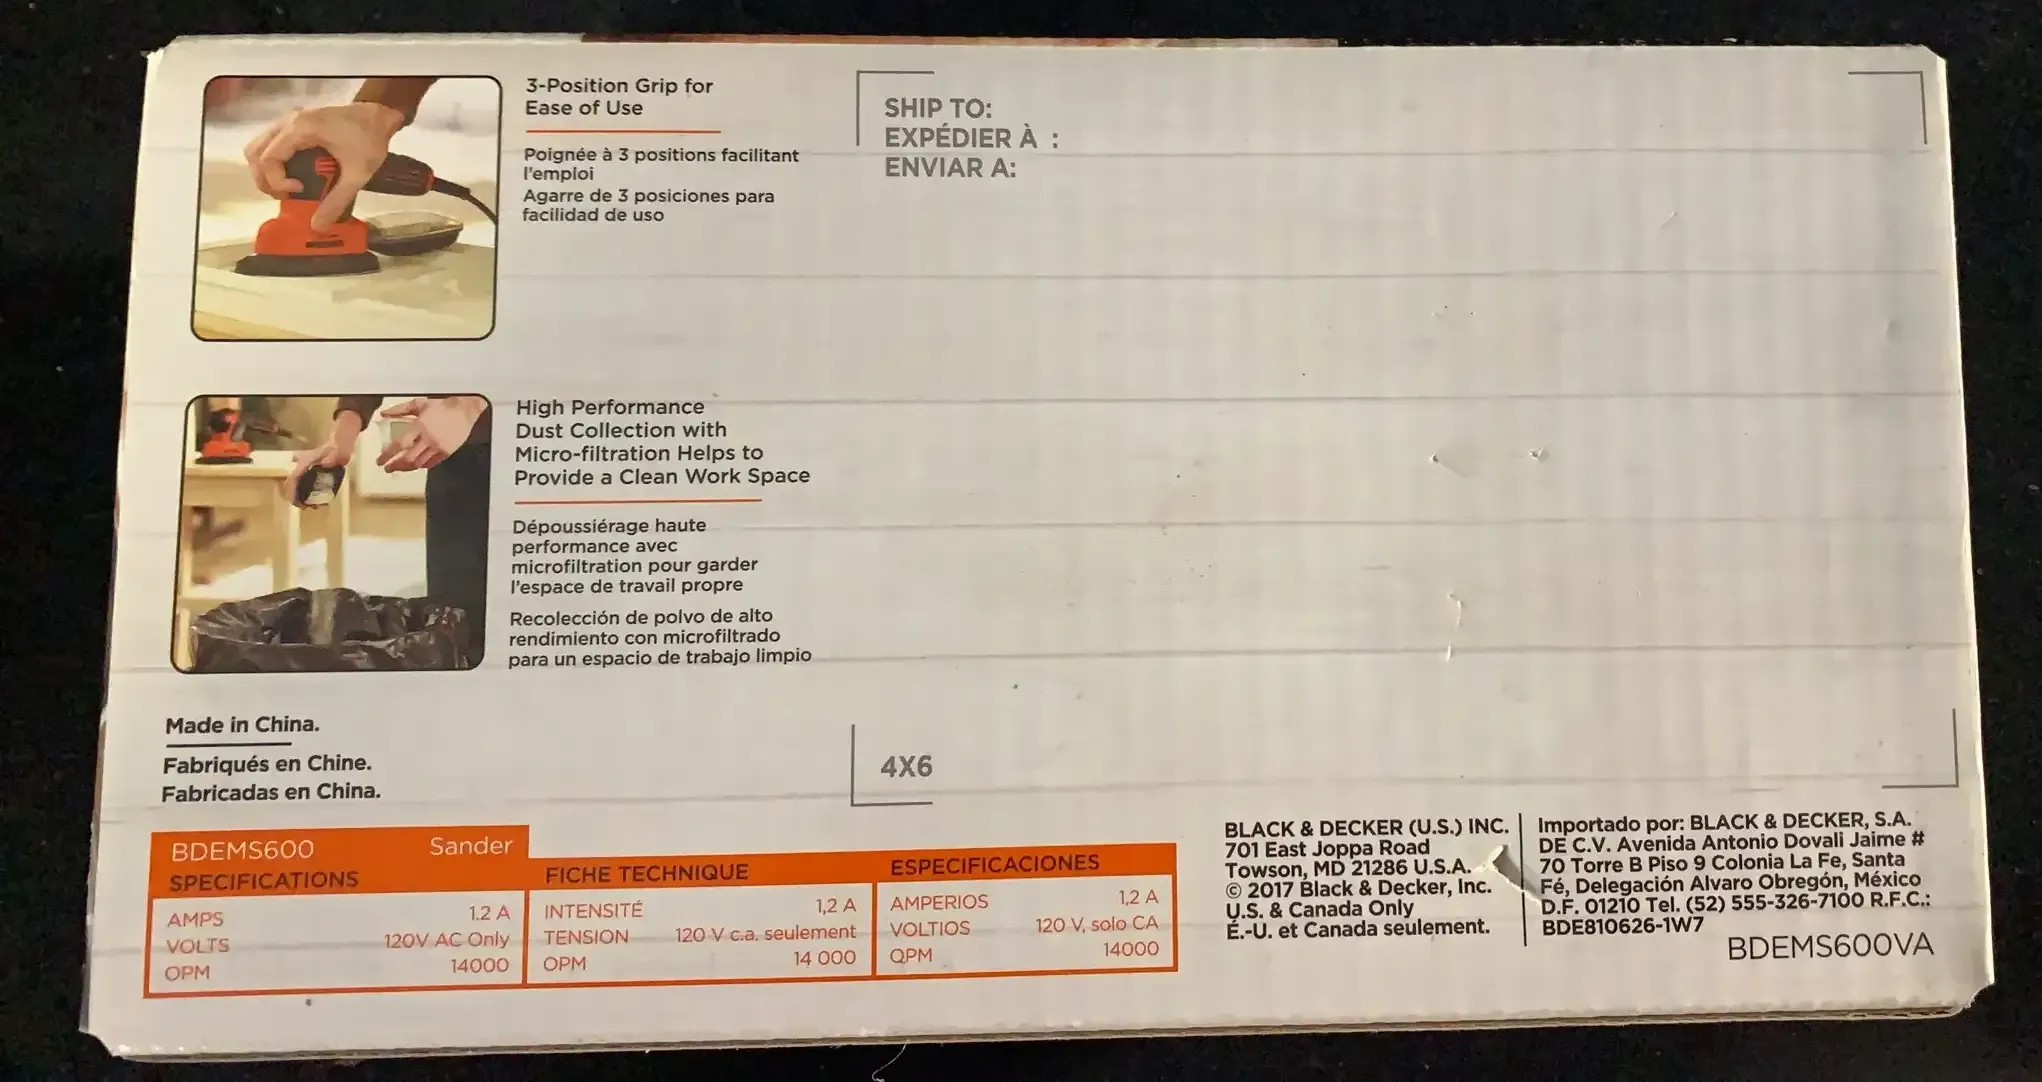 3-Position Grip for
Ease of Use
Poignée à 3 positions facilitant
l'emploi
Agarre de 3 posiciones para
facilidad de uso
SHIP TO:
EXPÉDIER À :
ENVIAR A:
High Performance
Dust Collection with
Micro-filtration Helps to
Provide a Clean Work Space
Dépoussiérage haute
performance avec
microfiltration pour garder
l'espace de travail propre
Recolección de polvo de alto
rendimiento con microfiltrado
para un espacio de trabajo limpio
Made in China.
Fabriqués en Chine.
Fabricadas en China.
4X6
BDEMS600 Sander
SPECIFICATIONS
AMPS 1.2 A
VOLTS 120V AC Only
OPM 14000
FICHE TECHNIQUE
INTENSITÉ 1,2 A
TENSION 120 V c.a. seulement
OPM 14 000
ESPECIFICACIONES
AMPERIOS 1,2 A
VOLTIOS 120 V, solo CA
OPM 14000
BLACK & DECKER (U.S.) INC.
701 East Joppa Road
Towson, MD 21286 U.S.A.
© 2017 Black & Decker, Inc.
U.S. & Canada Only
É.-U. et Canada seulement.
Importado por: BLACK & DECKER, S.A.
DE C.V. Avenida Antonio Dovali Jaime #
70 Torre B Piso 9 Colonia La Fe, Santa
Fé, Delegación Alvaro Obregón, México
D.F. 01210 Tel. (52) 555-326-7100 R.F.C.:
BDE810626-1W7
BDEMS600VA